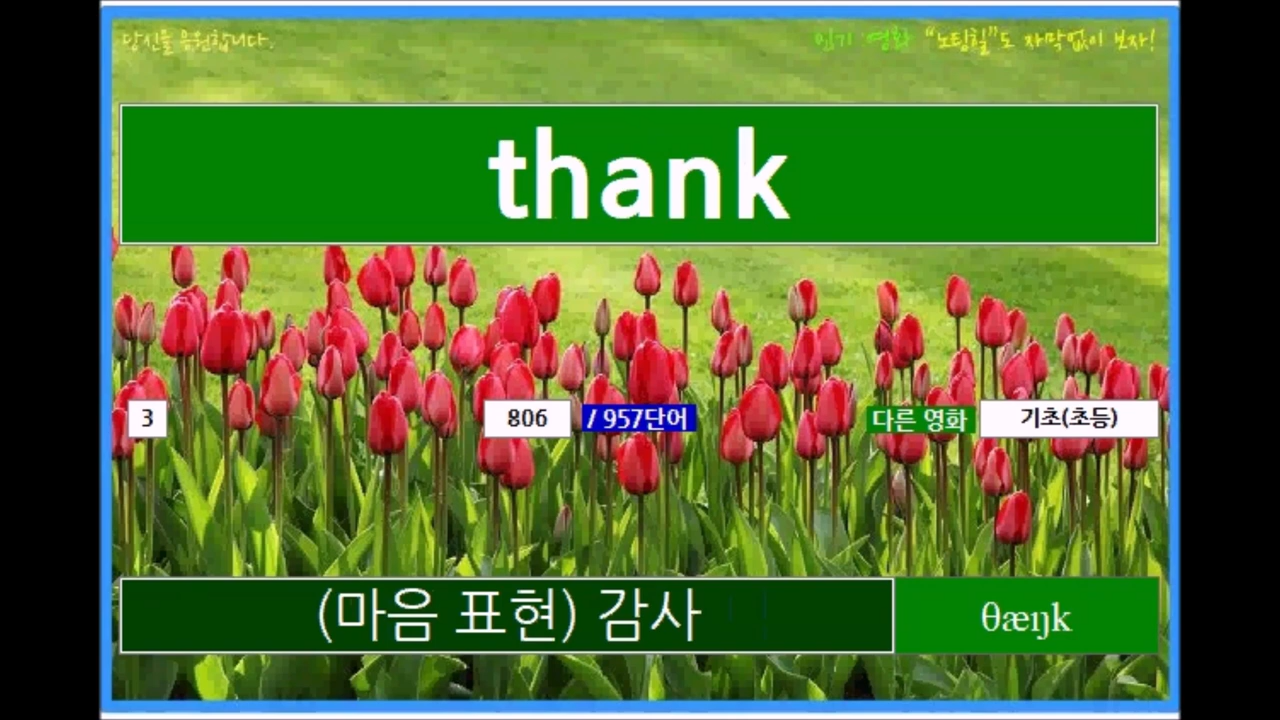 당신을 응원합니다.
인기 영화 “노팅힐”도 자막없이 보자!
thank
3
806
/ 957단어
다른 영화
기초(초등)
(마음 표현) 감사
θæŋk